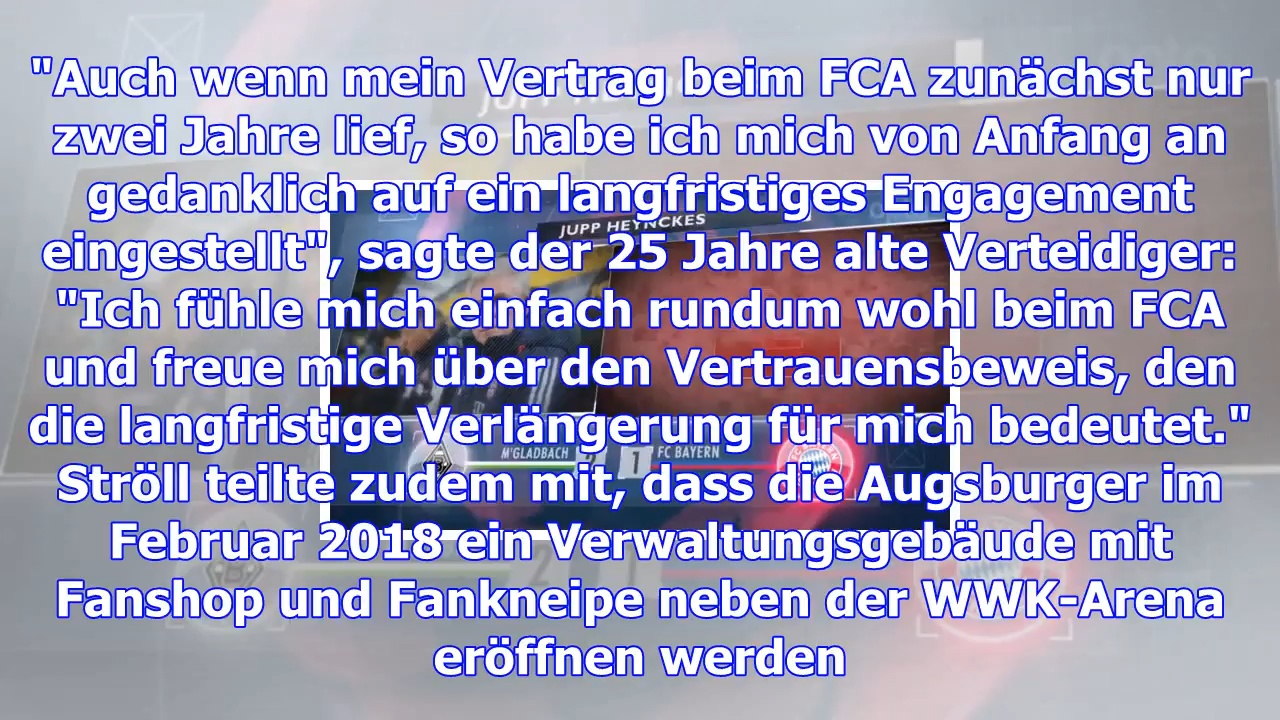 "Auch wenn mein Vertrag beim FCA zunächst nur
zwei Jahre lief, so habe ich mich von Anfang an
gedanklich auf ein langfristiges Engagement
JUPP HEYNCKES
eingestellt", sagte der 25 Jahre alte Verteidiger:
"Ich fühle mich einfach rundum wohl beim FCA
und freue mich über den Vertrauensbeweis, den
die langfristige Verlängerung für mich bedeutet."
M'GLADBACH 1 FC BAYERN
Ströll teilte zudem mit, dass die Augsburger im
Februar 2018 ein Verwaltungsgebäude mit
Fanshop und Fankneipe neben der WWK-Arena
eröffnen werden